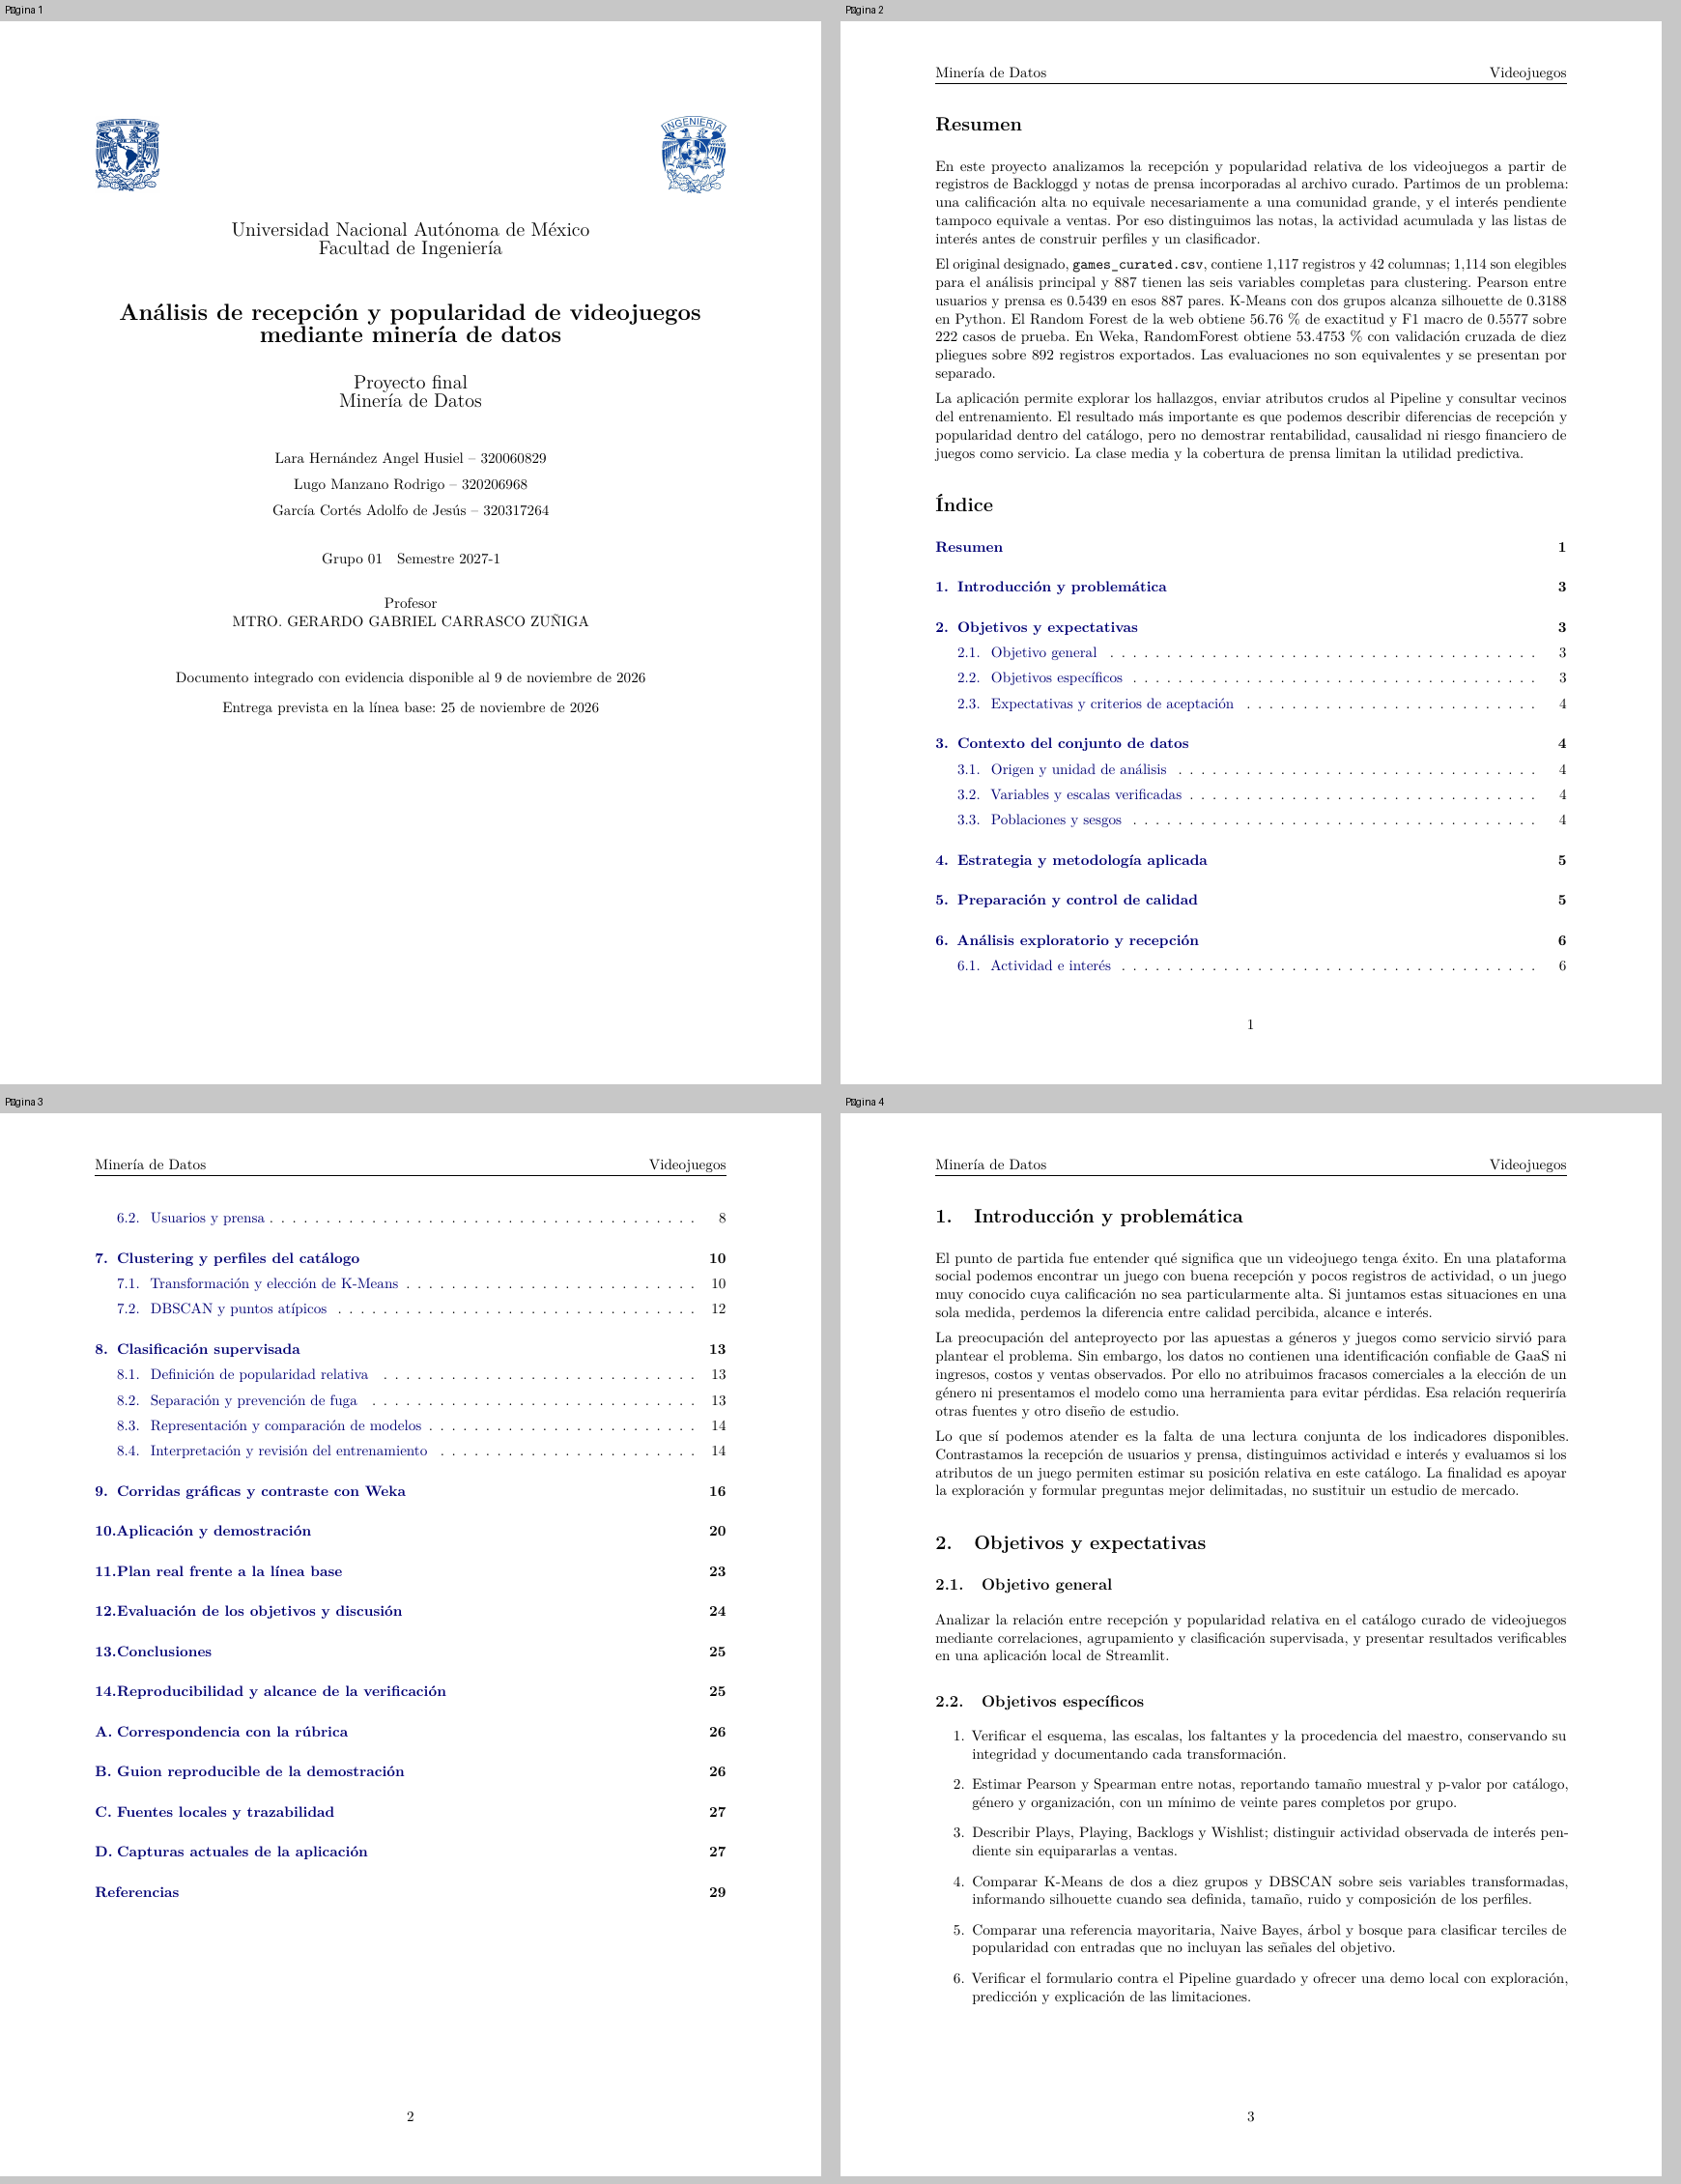 Página 1
Universidad Nacional Autónoma de México
Facultad de Ingeniería
Análisis de recepción y popularidad de videojuegos
mediante minería de datos
Proyecto final
Minería de Datos
Lara Hernández Angel Husiel – 320060829
Lugo Manzano Rodrigo – 320206968
García Cortés Adolfo de Jesús – 320317264
Grupo 01 Semestre 2027-1
Profesor
MTRO. GERARDO GABRIEL CARRASCO ZUÑIGA
Documento integrado con evidencia disponible al 9 de noviembre de 2026
Entrega prevista en la línea base: 25 de noviembre de 2026
Página 2
Minería de Datos Videojuegos
Resumen
En este proyecto analizamos la recepción y popularidad relativa de los videojuegos a partir de
registros de Backloggd y notas de prensa incorporadas al archivo curado. Partimos de un problema:
una calificación alta no equivale necesariamente a una comunidad grande, y el interés pendiente
tampoco equivale a ventas. Por eso distinguimos las notas, la actividad acumulada y las listas de
interés antes de construir perfiles y un clasificador.
El original designado, games_curated.csv, contiene 1,117 registros y 42 columnas; 1,114 son elegibles
para el análisis principal y 887 tienen las seis variables completas para clustering. Pearson entre
usuarios y prensa es 0.5439 en esos 887 pares. K-Means con dos grupos alcanza silhouette de 0.3188
en Python. El Random Forest de la web obtiene 56.76 % de exactitud y F1 macro de 0.5577 sobre
222 casos de prueba. En Weka, RandomForest obtiene 53.4753 % con validación cruzada de diez
pliegues sobre 892 registros exportados. Las evaluaciones no son equivalentes y se presentan por
separado.
La aplicación permite explorar los hallazgos, enviar atributos crudos al Pipeline y consultar vecinos
del entrenamiento. El resultado más importante es que podemos describir diferencias de recepción y
popularidad dentro del catálogo, pero no demostrar rentabilidad, causalidad ni riesgo financiero de
juegos como servicio. La clase media y la cobertura de prensa limitan la utilidad predictiva.
Índice
Resumen 1
1. Introducción y problemática 3
2. Objetivos y expectativas 3
2.1. Objetivo general 3
2.2. Objetivos específicos 3
2.3. Expectativas y criterios de aceptación 4
3. Contexto del conjunto de datos 4
3.1. Origen y unidad de análisis 4
3.2. Variables y escalas verificadas 4
3.3. Poblaciones y sesgos 4
4. Estrategia y metodología aplicada 5
5. Preparación y control de calidad 5
6. Análisis exploratorio y recepción 6
6.1. Actividad e interés 6
1
Página 3
Minería de Datos Videojuegos
6.2. Usuarios y prensa 8
7. Clustering y perfiles del catálogo 10
7.1. Transformación y elección de K-Means 10
7.2. DBSCAN y puntos atípicos 12
8. Clasificación supervisada 13
8.1. Definición de popularidad relativa 13
8.2. Separación y prevención de fuga 13
8.3. Representación y comparación de modelos 14
8.4. Interpretación y revisión del entrenamiento 14
9. Corridas gráficas y contraste con Weka 16
10.Aplicación y demostración 20
11.Plan real frente a la línea base 23
12.Evaluación de los objetivos y discusión 24
13.Conclusiones 25
14.Reproducibilidad y alcance de la verificación 25
A. Correspondencia con la rúbrica 26
B. Guion reproducible de la demostración 26
C. Fuentes locales y trazabilidad 27
D. Capturas actuales de la aplicación 27
Referencias 29
2
Página 4
Minería de Datos Videojuegos
1. Introducción y problemática
El punto de partida fue entender qué significa que un videojuego tenga éxito. En una plataforma
social podemos encontrar un juego con buena recepción y pocos registros de actividad, o un juego
muy conocido cuya calificación no sea particularmente alta. Si juntamos estas situaciones en una
sola medida, perdemos la diferencia entre calidad percibida, alcance e interés.
La preocupación del anteproyecto por las apuestas a géneros y juegos como servicio sirvió para
plantear el problema. Sin embargo, los datos no contienen una identificación confiable de GaaS ni
ingresos, costos y ventas observados. Por ello no atribuimos fracasos comerciales a la elección de un
género ni presentamos el modelo como una herramienta para evitar pérdidas. Esa relación requeriría
otras fuentes y otro diseño de estudio.
Lo que sí podemos atender es la falta de una lectura conjunta de los indicadores disponibles.
Contrastamos la recepción de usuarios y prensa, distinguimos actividad e interés y evaluamos si los
atributos de un juego permiten estimar su posición relativa en este catálogo. La finalidad es apoyar
la exploración y formular preguntas mejor delimitadas, no sustituir un estudio de mercado.
2. Objetivos y expectativas
2.1. Objetivo general
Analizar la relación entre recepción y popularidad relativa en el catálogo curado de videojuegos
mediante correlaciones, agrupamiento y clasificación supervisada, y presentar resultados verificables
en una aplicación local de Streamlit.
2.2. Objetivos específicos
1. Verificar el esquema, las escalas, los faltantes y la procedencia del maestro, conservando su
integridad y documentando cada transformación.
2. Estimar Pearson y Spearman entre notas, reportando tamaño muestral y p-valor por catálogo,
género y organización, con un mínimo de veinte pares completos por grupo.
3. Describir Plays, Playing, Backlogs y Wishlist; distinguir actividad observada de interés pen-
diente sin equipararlas a ventas.
4. Comparar K-Means de dos a diez grupos y DBSCAN sobre seis variables transformadas,
informando silhouette cuando sea definida, tamaño, ruido y composición de los perfiles.
5. Comparar una referencia mayoritaria, Naive Bayes, árbol y bosque para clasificar terciles de
popularidad con entradas que no incluyan las señales del objetivo.
6. Verificar el formulario contra el Pipeline guardado y ofrecer una demo local con exploración,
predicción y explicación de las limitaciones.
3